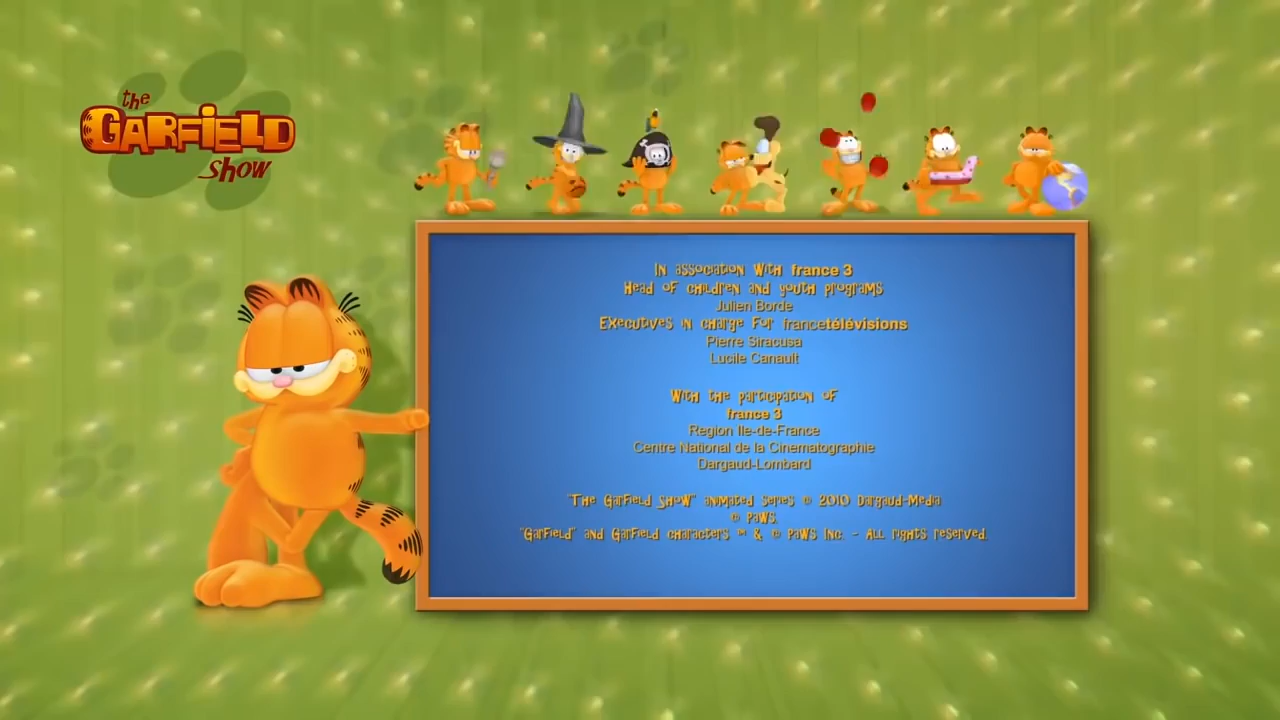 the
GARFIELD
show
In association with france 3
Head of children and youth programs
Julien Borde
Executives in charge for francetélévisions
Pierre Siracusa
Lucile Canault
With the participation of
france 3
Region Ile-de-France
Centre National de la Cinematographie
Dargaud-Lombard
"The Garfield Show" animated series © 2010 Dargaud-Media
© PAWS.
"Garfield" and Garfield characters ™ & © PAWS Inc. - All rights reserved.